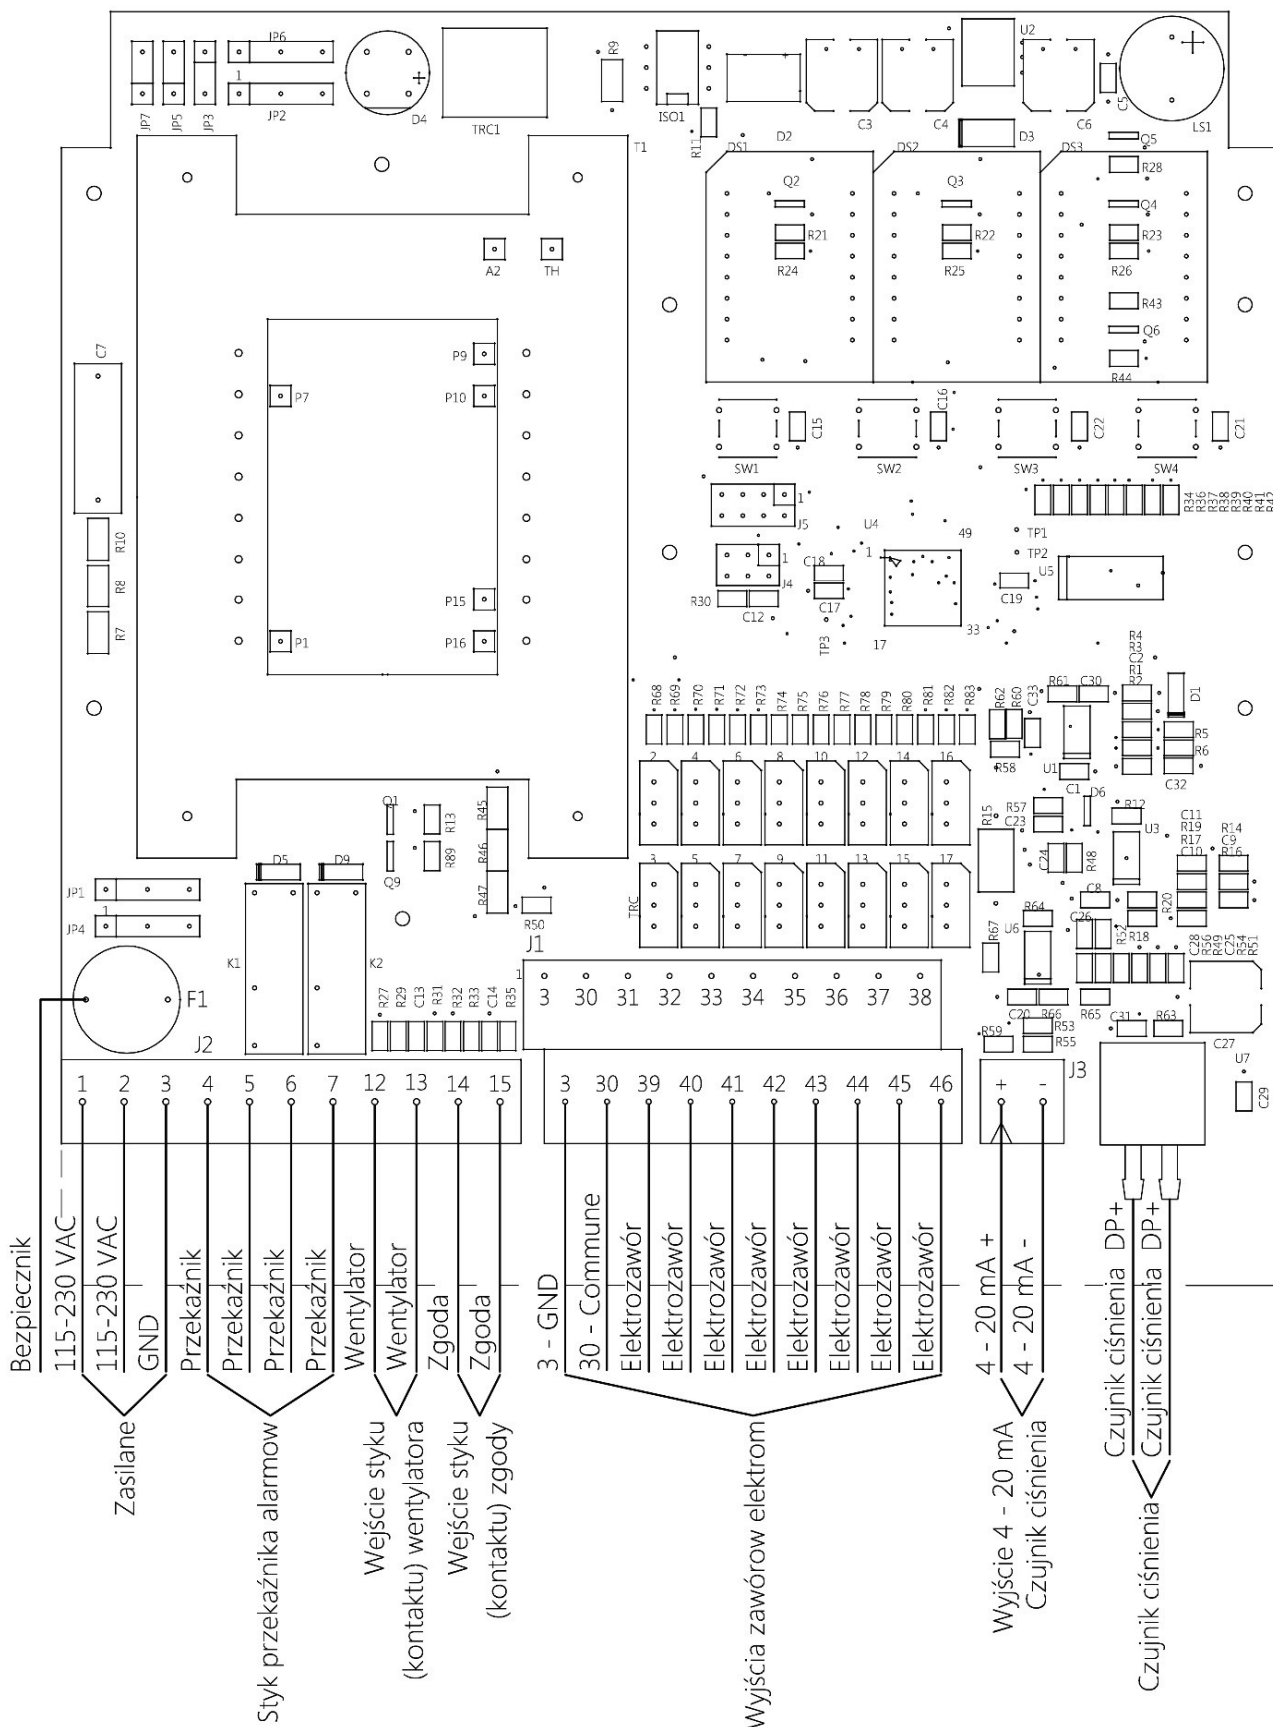 JP7
JP5
JP3
JP6
1
JP2
D4
TRC1
R9
ISO1
R11
D2
C3
C4
U2
D3
C6
C5
LS1
T1
DS1
DS2
DS3
Q5
R28
Q2
Q3
Q4
R21
R22
R23
R24
R25
R26
A2
TH
R43
Q6
R44
C7
P9
P7
P10
C15
C16
C22
C21
SW1
SW2
SW3
SW4
1
J5
U4
49
TP1
TP2
R34
R36
R37
R38
R39
R40
R41
R42
R10
R8
R7
1
J4
C18
1
U5
R30
C12
C17
C19
P15
P1
P16
TP3
17
33
R4
R3
C2
R1
R2
D1
R68
R69
R70
R71
R72
R73
R74
R75
R76
R77
R78
R79
R80
R81
R82
R83
R62
R60
C33
R61
C30
R5
R6
R58
U1
C1
C32
2
4
6
8
10
12
14
16
Q1
R13
R45
R15
R57
C23
D6
R12
U3
C11
R19
R17
C10
R14
C9
R16
Q9
R89
R46
R47
C24
R48
D5
D9
3
5
7
9
11
13
15
17
TRC
JP1
1
JP4
R50
C8
R20
R64
U6
C26
R52
R18
R67
K1
K2
J1
C28
R56
R49
C25
R54
R51
F1
R27
R29
C13
R31
R32
R33
C14
R35
1
3 30 31 32 33 34 35 36 37 38
C20
R66
R65
R59
R53
R55
C31
R63
C27
U7
C29
J2
J3
1 2 3 4 5 6 7 12 13 14 15
3 30 39 40 41 42 43 44 45 46
+ -
Bezpiecznik
115-230 VAC
115-230 VAC
GND
Przekaźnik
Przekaźnik
Przekaźnik
Przekaźnik
Wentylator
Wentylator
Zgoda
Zgoda
3 - GND
30 - Commune
Elektrozawór
Elektrozawór
Elektrozawór
Elektrozawór
Elektrozawór
Elektrozawór
Elektrozawór
Elektrozawór
4 - 20 mA +
4 - 20 mA -
Czujnik ciśnienia DP+
Czujnik ciśnienia DP+
Zasilane
Styk przekaźnika alarmow
Wejście styku
(kontaktu) wentylatora
Wejście styku
(kontaktu) zgody
Wyjścia zawórow elektrom
Wyjście 4 - 20 mA
Czujnik ciśnienia
Czujnik ciśnienia